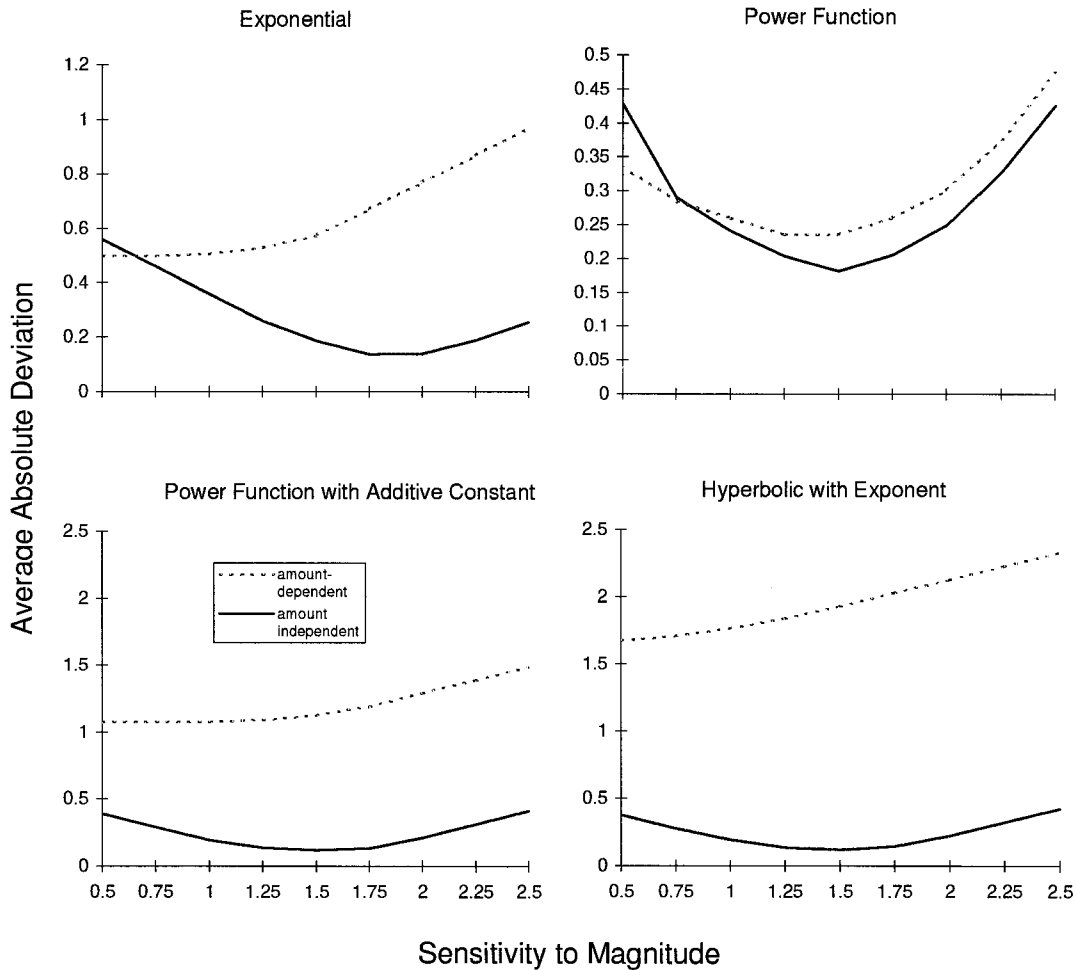 Exponential
Power Function
1.2
1
0.8
0.6
0.4
0.2
0
0.5
0.45
0.4
0.35
0.3
0.25
0.2
0.15
0.1
0.05
0
Average Absolute Deviation
Power Function with Additive Constant
Hyperbolic with Exponent
2.5
2
1.5
1
0.5
0
amount-
dependent
amount
independent
2.5
2
1.5
1
0.5
0
0.5 0.75 1 1.25 1.5 1.75 2 2.25 2.5
0.5 0.75 1 1.25 1.5 1.75 2 2.25 2.5
Sensitivity to Magnitude